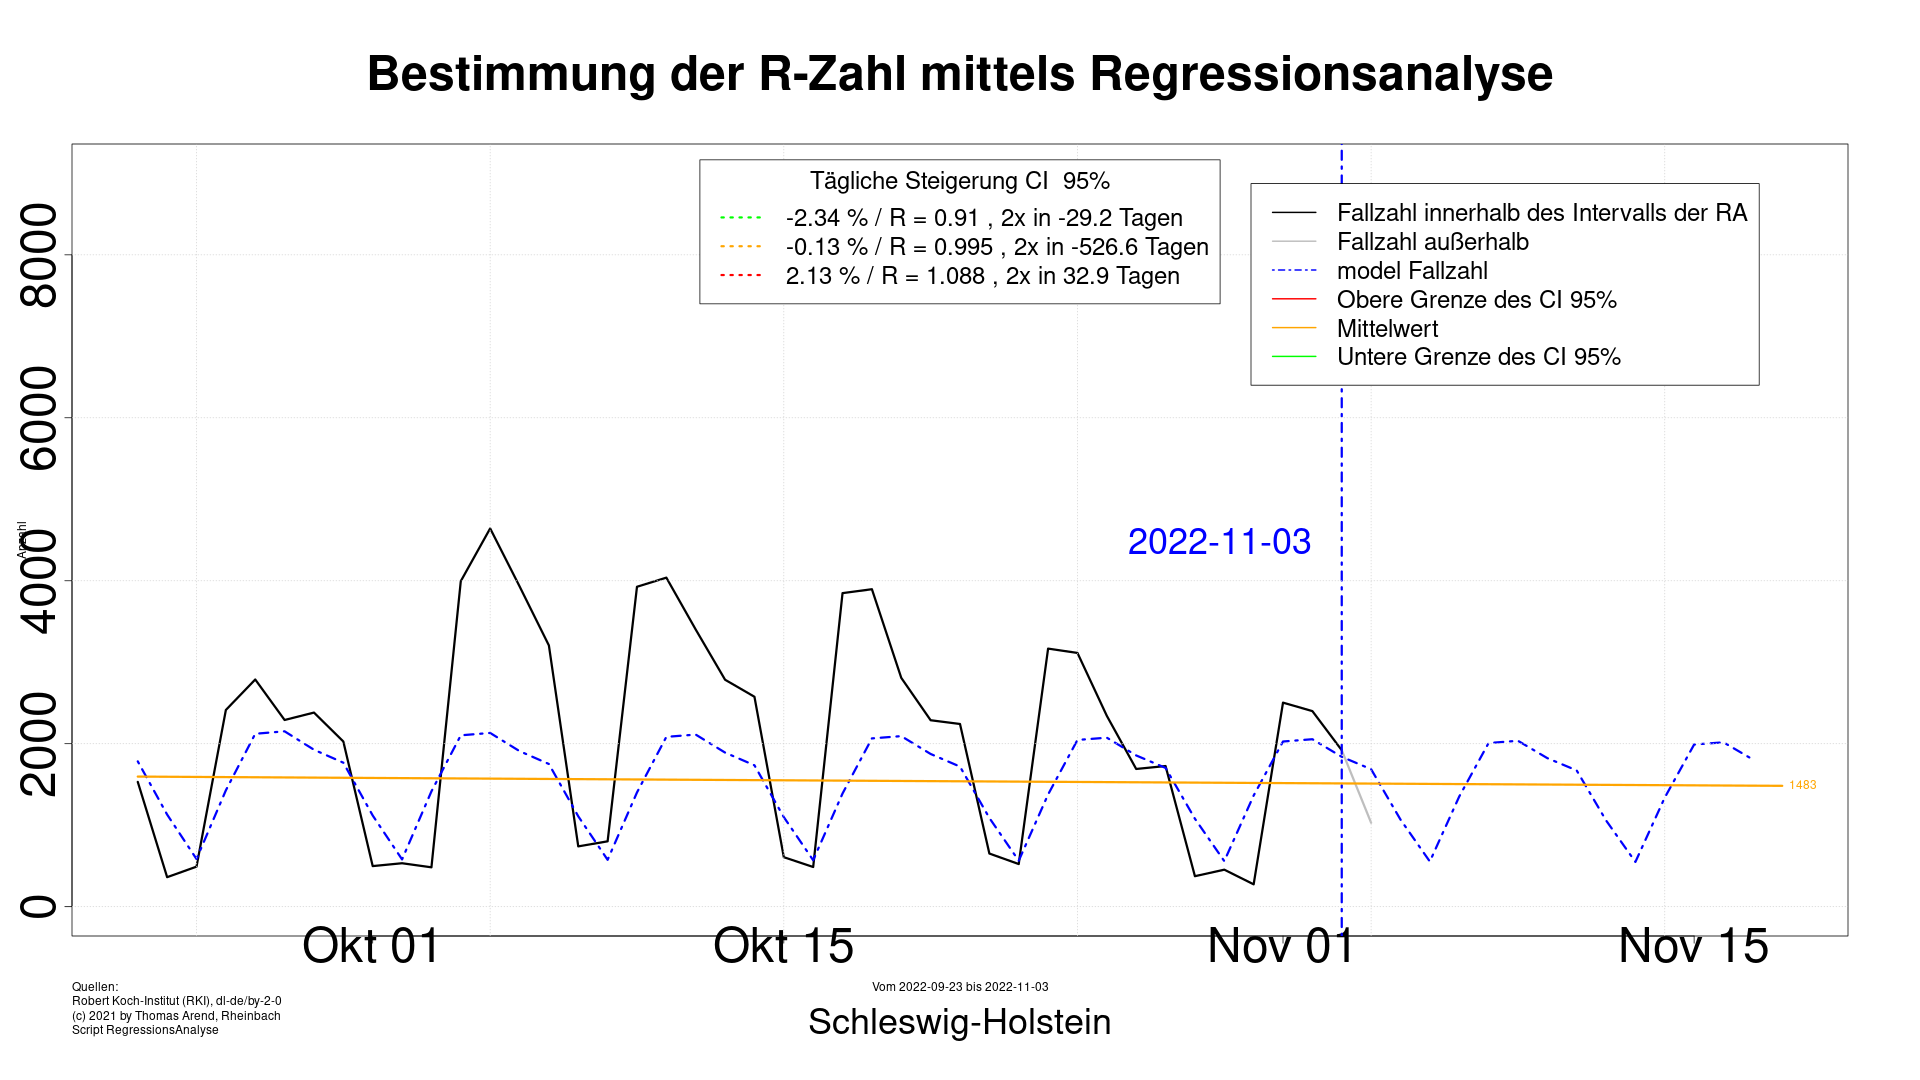 Bestimmung der R-Zahl mittels Regressionsanalyse
Tägliche Steigerung CI  95%
-2.34 % / R = 0.91 , 2x in -29.2 Tagen
-0.13 % / R = 0.995 , 2x in -526.6 Tagen
2.13 % / R = 1.088 , 2x in 32.9 Tagen
Fallzahl innerhalb des Intervalls der RA
Fallzahl außerhalb
model Fallzahl
Obere Grenze des CI 95%
Mittelwert
Untere Grenze des CI 95%
8000
6000
4000
2000
0
Anzahl
2022-11-03
1483
Okt 01
Okt 15
Nov 01
Nov 15
Quellen:
Robert Koch-Institut (RKI), dl-de/by-2-0
(c) 2021 by Thomas Arend, Rheinbach
Script RegressionsAnalyse
Vom 2022-09-23 bis 2022-11-03
Schleswig-Holstein